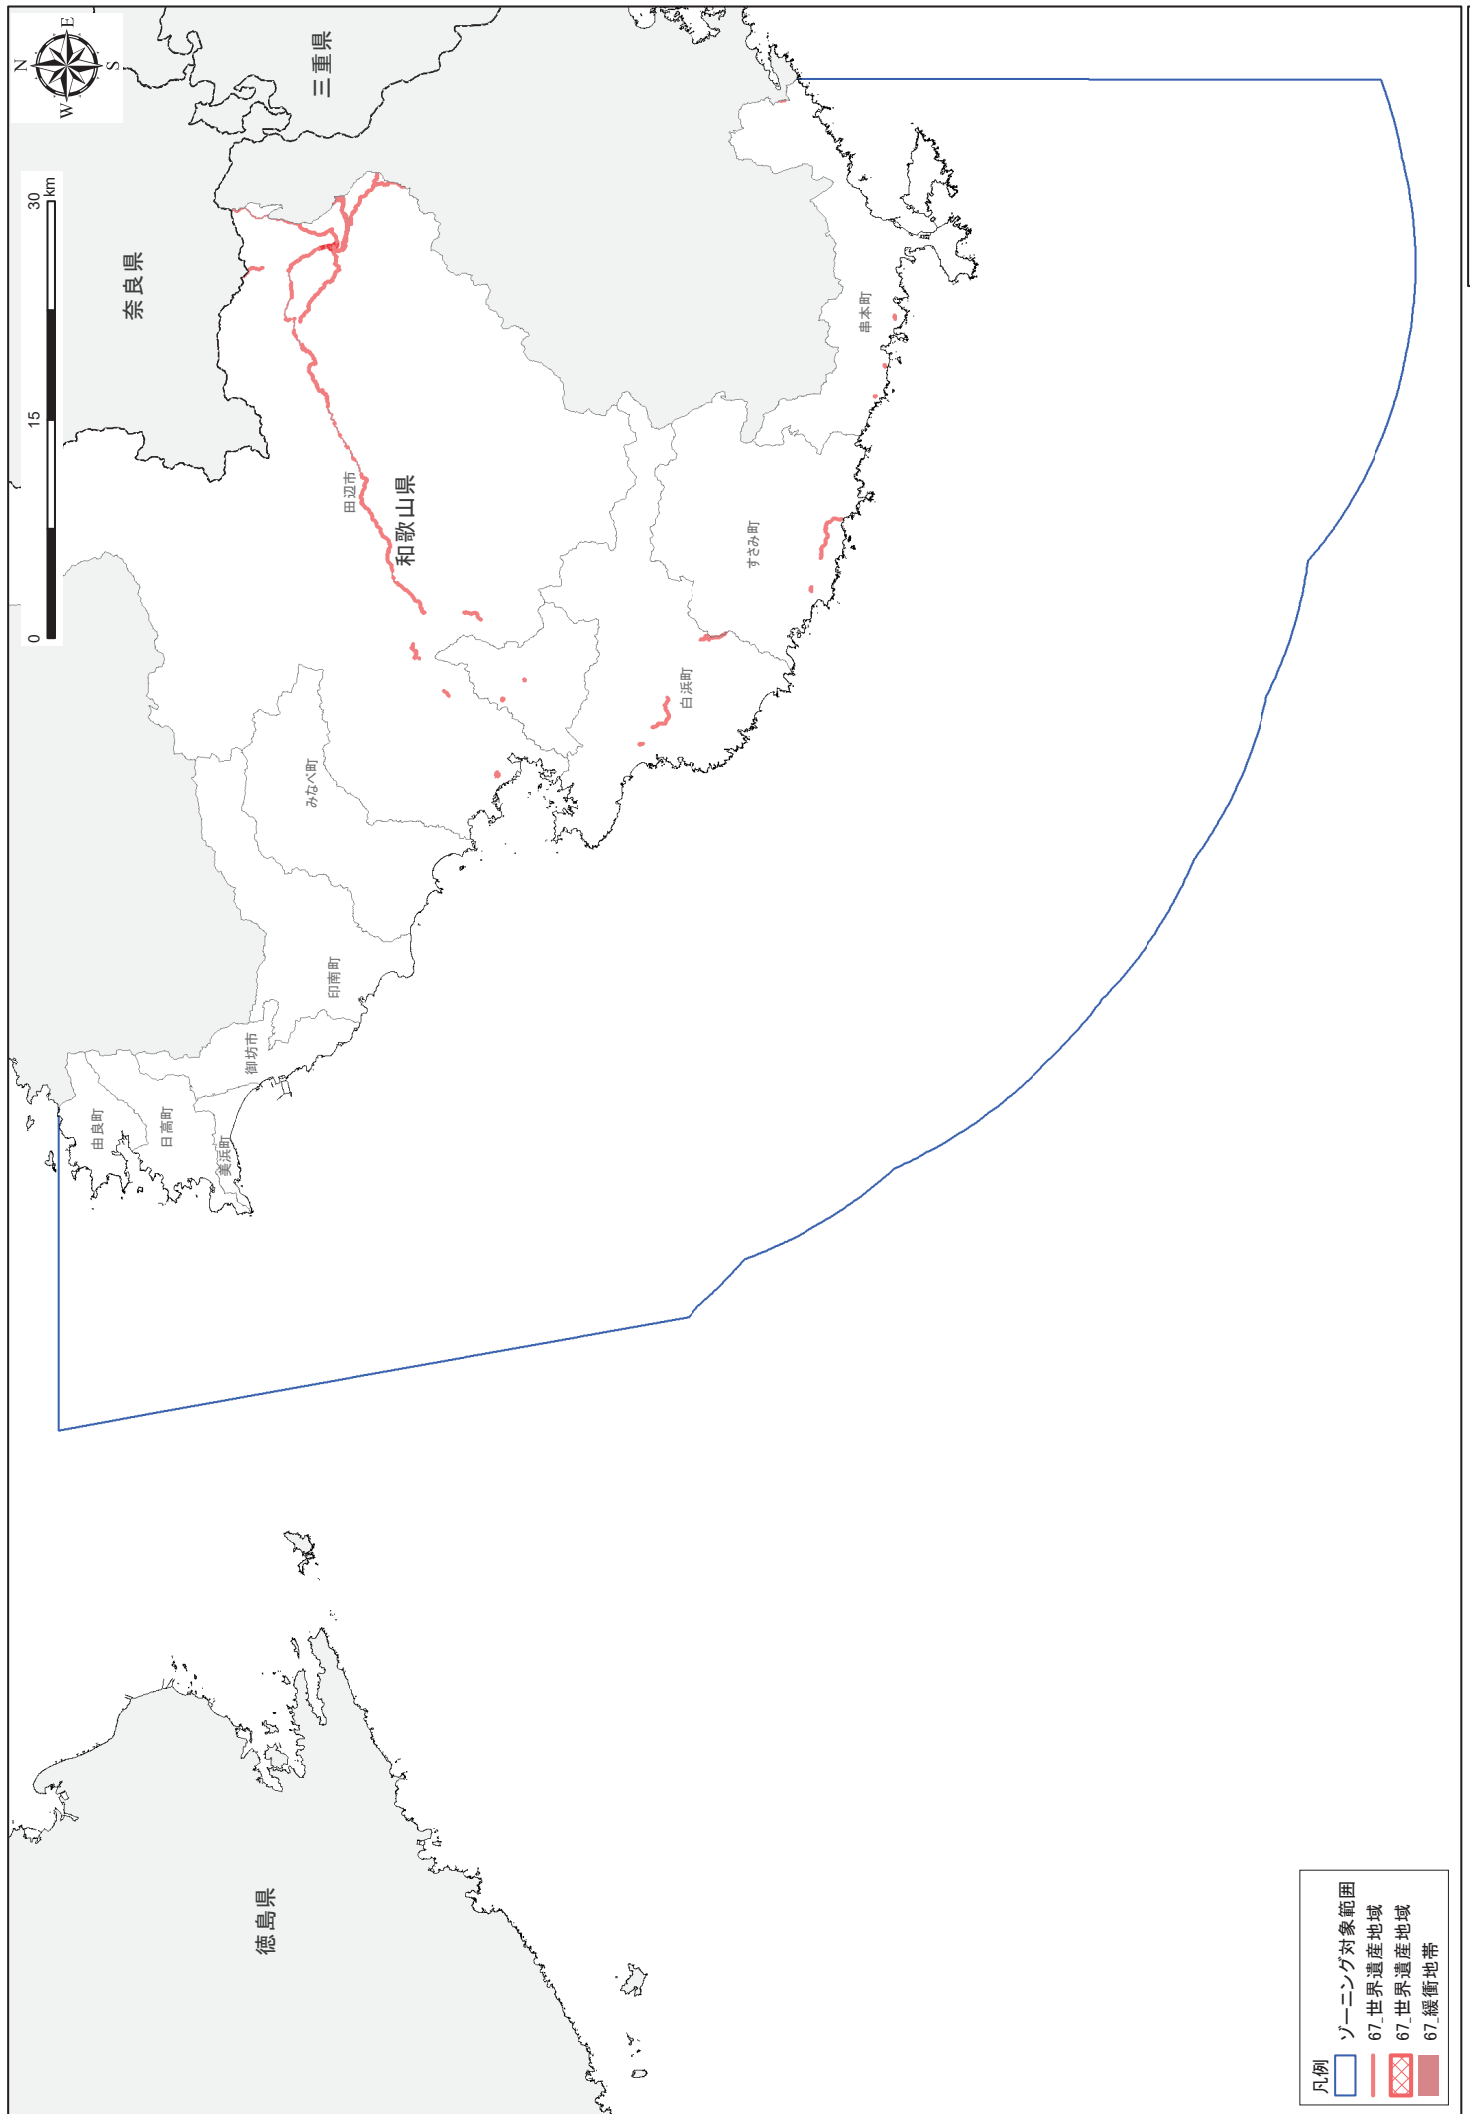 N
W
E
S
0
15
30
km
奈良県
三重県
和歌山県
徳島県
田辺市
みなべ町
印南町
御坊市
由良町
日高町
美浜町
白浜町
すさみ町
串本町
凡例
ゾーニング対象範囲
67_世界遺産地域
67_世界遺産地域
67_緩衝地帯